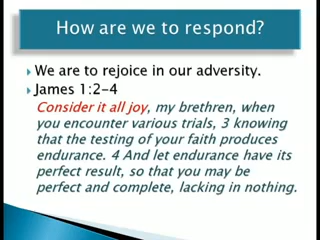 How are we to respond?
We are to rejoice in our adversity.
James 1:2-4
Consider it all joy, my brethren, when
you encounter various trials, 3 knowing
that the testing of your faith produces
endurance. 4 And let endurance have its
perfect result, so that you may be
perfect and complete, lacking in nothing.